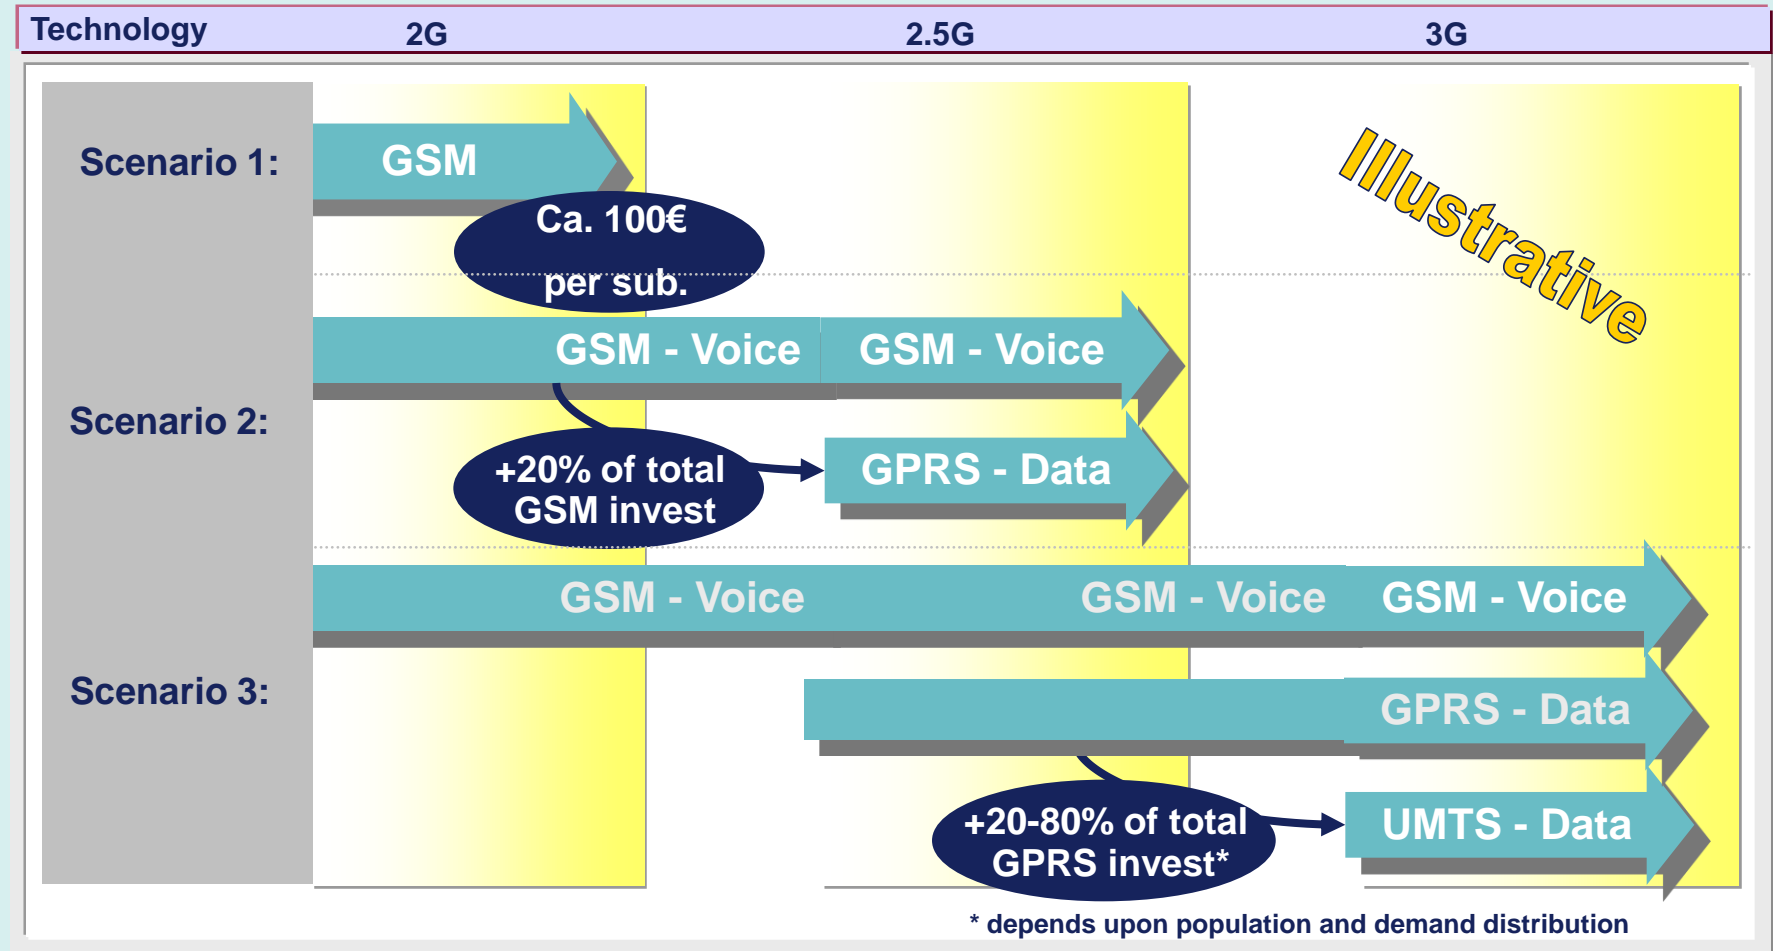 Technology 2G 2.5G 3G
Scenario 1:
GSM
Ca. 100€
per sub.
Illustrative
Scenario 2:
GSM - Voice GSM - Voice
+20% of total
GSM invest
GPRS - Data
Scenario 3:
GSM - Voice GSM - Voice GSM - Voice
GPRS - Data
+20-80% of total
GPRS invest*
UMTS - Data
* depends upon population and demand distribution